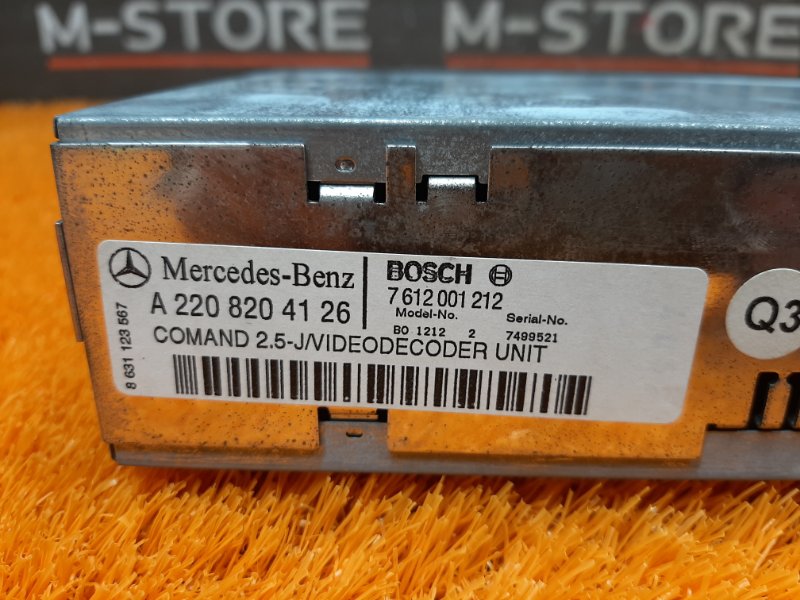 M-STORE M-STORE
Mercedes-Benz
A 220 820 41 26
BOSCH
7 612 001 212
Model-No. Serial-No.
BO 1212 2 7499521
COMAND 2.5-J/VIDEODECODER UNIT
8 631 123 567
Q3